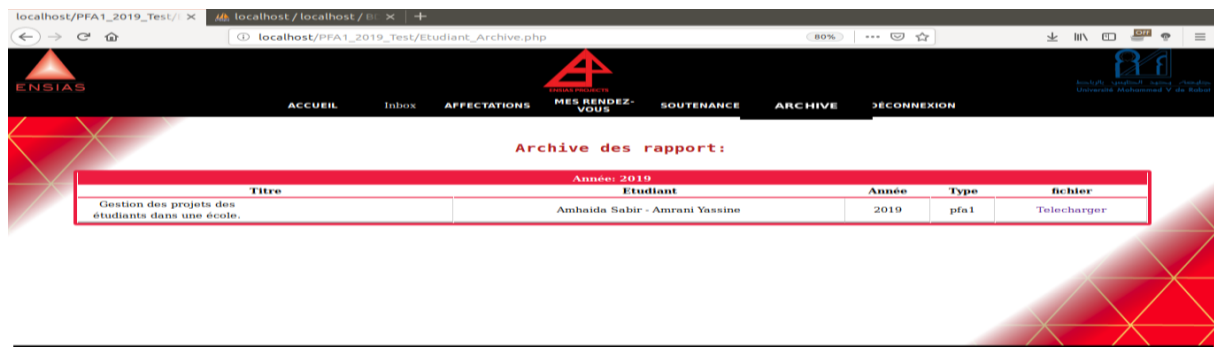 localhost/PFA1_2019_Test/
localhost / localhost /
localhost/PFA1_2019_Test/Etudiant_Archive.php
80%
OFF
ENSIAS
ENSIAS PROJECTS
Université Mohammed V de Rabat
ACCUEIL Inbox AFFECTATIONS MES RENDEZ-VOUS SOUTENANCE ARCHIVE DÉCONNEXION
Archive des rapport:
Année: 2019
Titre Etudiant Année Type fichier
Gestion des projets des
étudiants dans une école.
Amhaida Sabir - Amrani Yassine 2019 pfa1 Telecharger